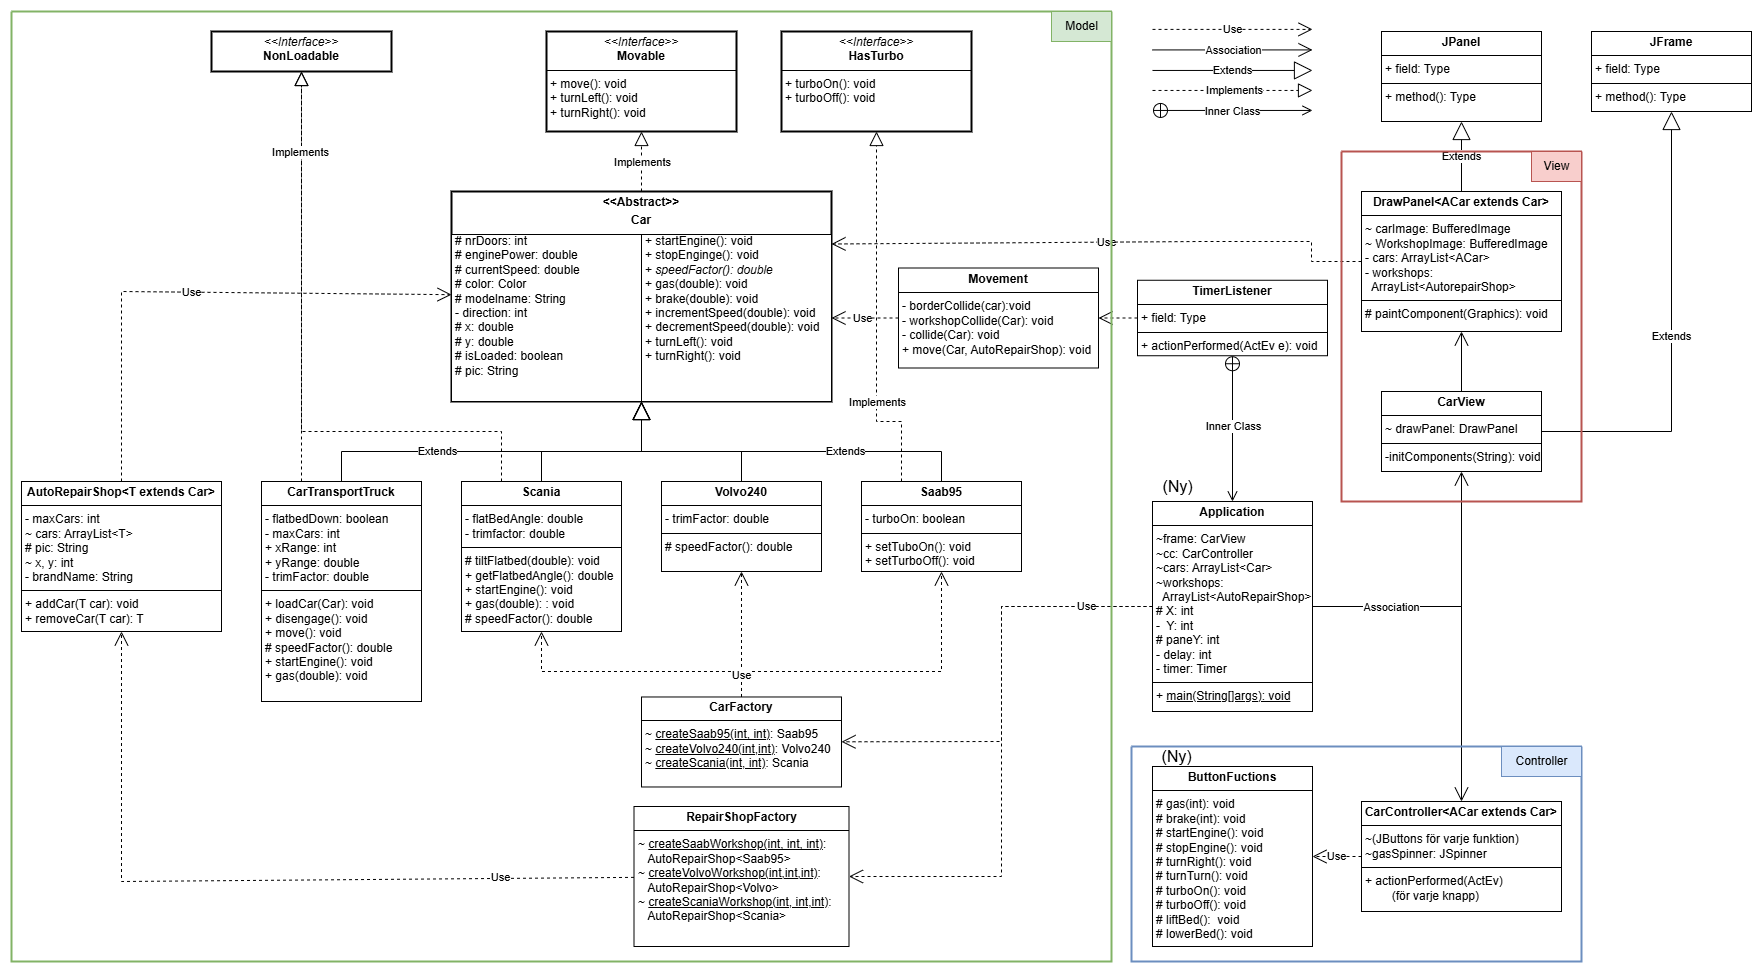 Model
<<Interface>>
NonLoadable
<<Interface>>
Movable
+ move(): void
+ turnLeft(): void
+ turnRight(): void
<<Interface>>
HasTurbo
+ turboOn(): void
+ turboOff(): void
Use
Association
Extends
Implements
Inner Class
JPanel
+ field: Type
+ method(): Type
JFrame
+ field: Type
+ method(): Type
Implements
Implements
Implements
Extends
Extends
View
<<Abstract>>
Car
# nrDoors: int
# enginePower: double
# currentSpeed: double
# color: Color
# modelname: String
- direction: int
# x: double
# y: double
# isLoaded: boolean
# pic: String
+ startEngine(): void
+ stopEnginge(): void
+ speedFactor(): double
+ gas(double): void
+ brake(double): void
+ incrementSpeed(double): void
+ decrementSpeed(double): void
+ turnLeft(): void
+ turnRight(): void
Use
Use
Use
Movement
- borderCollide(car):void
- workshopCollide(Car): void
- collide(Car): void
+ move(Car, AutoRepairShop): void
TimerListener
+ field: Type
+ actionPerformed(ActEv e): void
Inner Class
DrawPanel<ACar extends Car>
~ carImage: BufferedImage
~ WorkshopImage: BufferedImage
- cars: ArrayList<ACar>
- workshops:
ArrayList<AutorepairShop>
# paintComponent(Graphics): void
CarView
~ drawPanel: DrawPanel
-initComponents(String): void
Extends
Extends
AutoRepairShop<T extends Car>
- maxCars: int
~ cars: ArrayList<T>
# pic: String
~ x, y: int
- brandName: String
+ addCar(T car): void
+ removeCar(T car): T
CarTransportTruck
- flatbedDown: boolean
- maxCars: int
+ xRange: int
+ yRange: double
- trimFactor: double
+ loadCar(Car): void
+ disengage(): void
+ move(): void
# speedFactor(): double
+ startEngine(): void
+ gas(double): void
Scania
- flatBedAngle: double
- trimfactor: double
# tiltFlatbed(double): void
+ getFlatbedAngle(): double
+ startEngine(): void
+ gas(double): : void
# speedFactor(): double
Volvo240
- trimFactor: double
# speedFactor(): double
Saab95
- turboOn: boolean
+ setTuboOn(): void
+ setTurboOff(): void
(Ny)
Application
~frame: CarView
~cc: CarController
~cars: ArrayList<Car>
~workshops:
ArrayList<AutoRepairShop>
# X: int
- Y: int
# paneY: int
- delay: int
- timer: Timer
+ main(String[]args): void
Use
Association
Use
CarFactory
~ createSaab95(int, int): Saab95
~ createVolvo240(int,int): Volvo240
~ createScania(int, int): Scania
RepairShopFactory
~ createSaabWorkshop(int, int, int):
AutoRepairShop<Saab95>
~ createVolvoWorkshop(int,int,int):
AutoRepairShop<Volvo>
~ createScaniaWorkshop(int, int,int):
AutoRepairShop<Scania>
Use
Controller
(Ny)
ButtonFuctions
# gas(int): void
# brake(int): void
# startEngine(): void
# stopEngine(): void
# turnRight(): void
# turnTurn(): void
# turboOn(): void
# turboOff(): void
# liftBed(): void
# lowerBed(): void
Use
CarController<ACar extends Car>
~(JButtons för varje funktion)
~gasSpinner: JSpinner
+ actionPerformed(ActEv)
(för varje knapp)